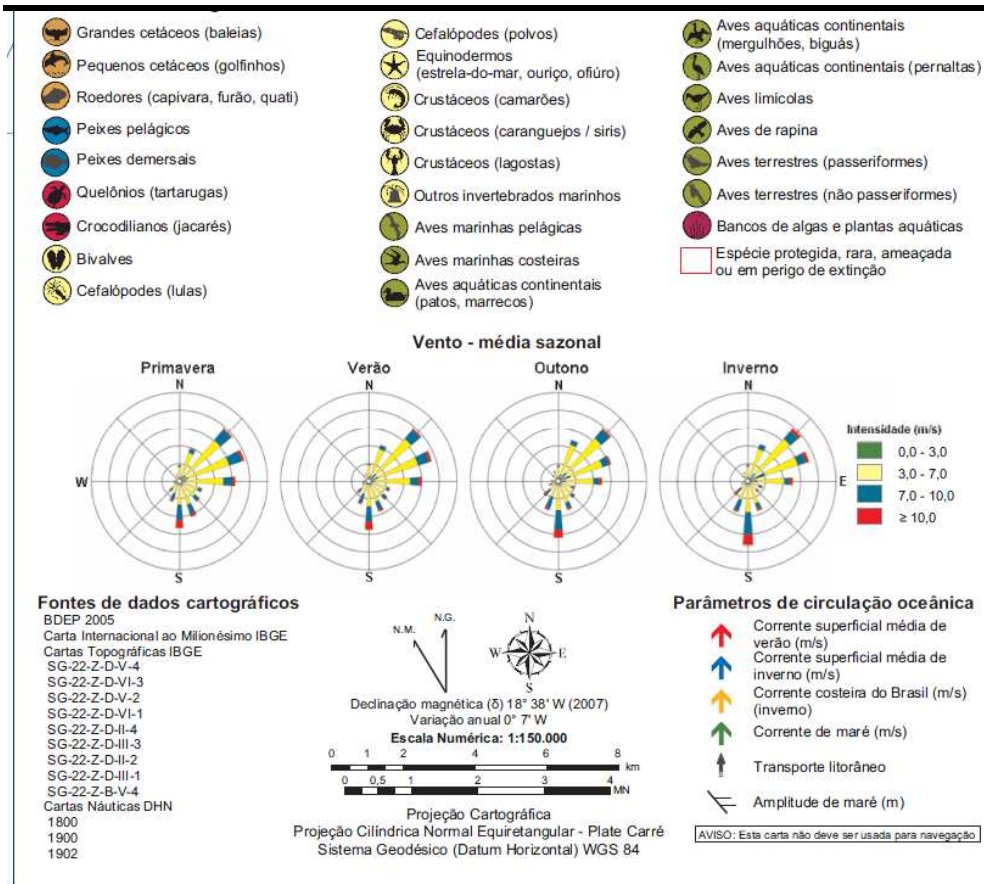 Grandes cetáceos (baleias)
Pequenos cetáceos (golfinhos)
Roedores (capivara, furão, quati)
Peixes pelágicos
Peixes demersais
Quelônios (tartarugas)
Crocodilianos (jacarés)
Bivalves
Cefalópodes (lulas)
Cefalópodes (polvos)
Equinodermos
(estrela-do-mar, ouriço, ofiúro)
Crustáceos (camarões)
Crustáceos (caranguejos / siris)
Crustáceos (lagostas)
Outros invertebrados marinhos
Aves marinhas pelágicas
Aves marinhas costeiras
Aves aquáticas continentais
(patos, marrecos)
Aves aquáticas continentais
(mergulhões, biguás)
Aves aquáticas continentais (pernaltas)
Aves limícolas
Aves de rapina
Aves terrestres (passeriformes)
Aves terrestres (não passeriformes)
Bancos de algas e plantas aquáticas
Espécie protegida, rara, ameaçada
ou em perigo de extinção
Vento - média sazonal
Primavera
Verão
Outono
Inverno
N
N
N
N
W
E
S
S
S
S
Intensidade (m/s)
0,0 - 3,0
3,0 - 7,0
7,0 - 10,0
≥ 10,0
Fontes de dados cartográficos
BDEP 2005
Carta Internacional ao Milionésimo IBGE
Cartas Topográficas IBGE
SG-22-Z-D-V-4
SG-22-Z-D-VI-3
SG-22-Z-D-V-2
SG-22-Z-D-VI-1
SG-22-Z-D-II-4
SG-22-Z-D-III-3
SG-22-Z-D-II-2
SG-22-Z-D-III-1
SG-22-Z-B-V-4
Cartas Náuticas DHN
1800
1900
1902
N.M.
N.G.
N
W
E
S
Declinação magnética (δ) 18° 38' W (2007)
Variação anual 0° 7' W
Escala Numérica: 1:150.000
0 1 2 4 6 8
km
0 0,5 1 2 3 4
MN
Projeção Cartográfica
Projeção Cilíndrica Normal Equiretangular - Plate Carré
Sistema Geodésico (Datum Horizontal) WGS 84
Parâmetros de circulação oceânica
Corrente superficial média de
verão (m/s)
Corrente superficial média de
inverno (m/s)
Corrente costeira do Brasil (m/s)
(inverno)
Corrente de maré (m/s)
Transporte litorâneo
Amplitude de maré (m)
AVISO: Esta carta não deve ser usada para navegação